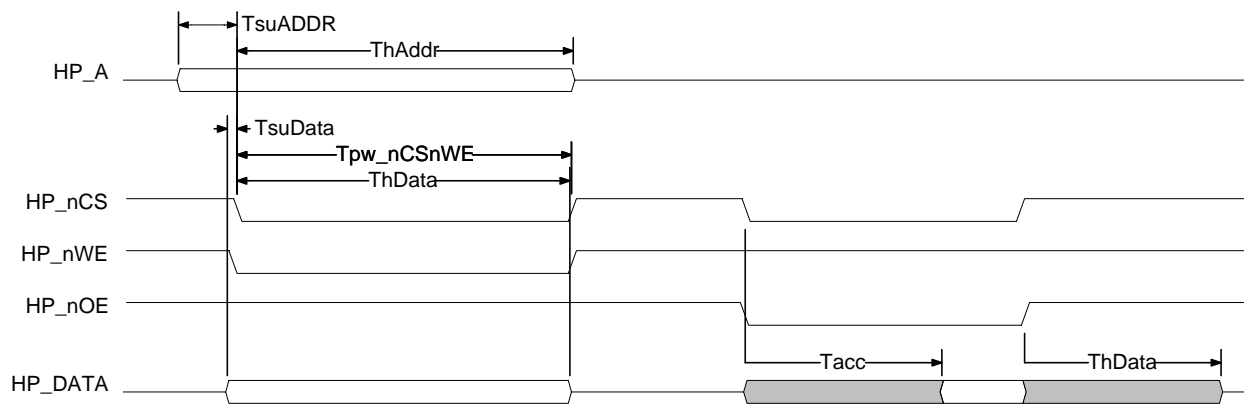 TsuADDR
ThAddr
HP_A
TsuData
Tpw_nCSnWE
ThData
HP_nCS
HP_nWE
HP_nOE
Tacc
ThData
HP_DATA